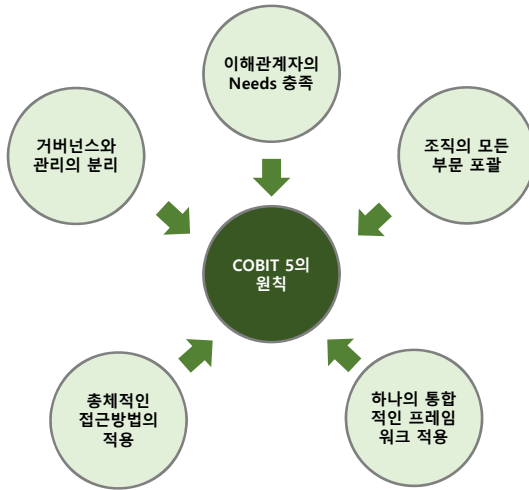 이해관계자의
Needs 충족
거버넌스와
관리의 분리
조직의 모든
부문 포괄
COBIT 5의
원칙
총체적인
접근방법의
적용
하나의 통합
적인 프레임
워크 적용